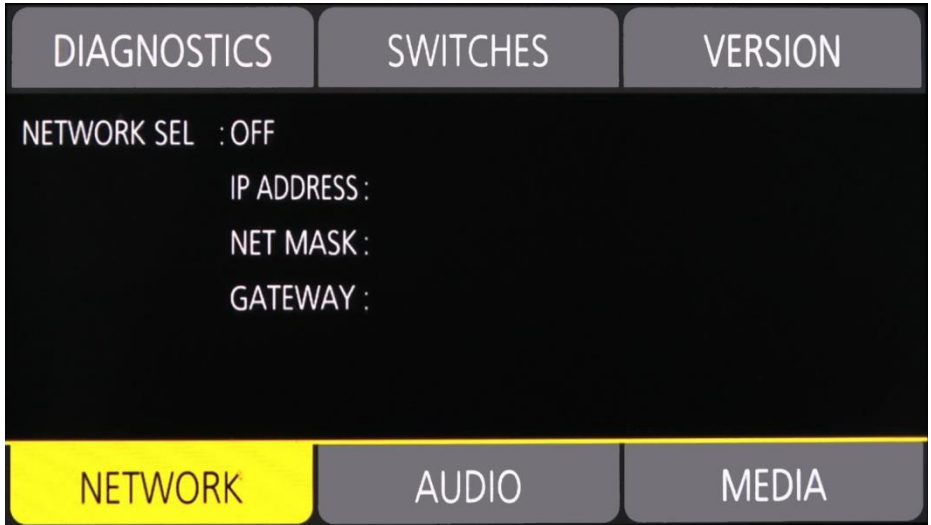 DIAGNOSTICS SWITCHES VERSION
NETWORK SEL : OFF
IP ADDRESS :
NET MASK :
GATEWAY :
NETWORK AUDIO MEDIA